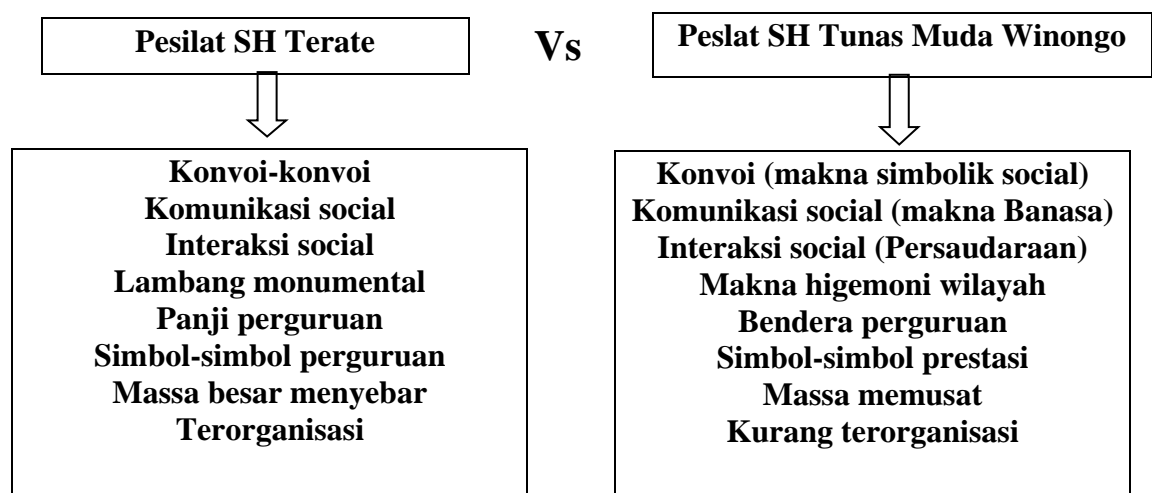 Pesilat SH Terate
Vs
Peslat SH Tunas Muda Winongo
Konvoi-konvoi
Komunikasi social
Interaksi social
Lambang monumental
Panji perguruan
Simbol-simbol perguruan
Massa besar menyebar
Terorganisasi
Konvoi (makna simbolik social)
Komunikasi social (makna Banasa)
Interaksi social (Persaudaraan)
Makna higemoni wilayah
Bendera perguruan
Simbol-simbol prestasi
Massa memusat
Kurang terorganisasi